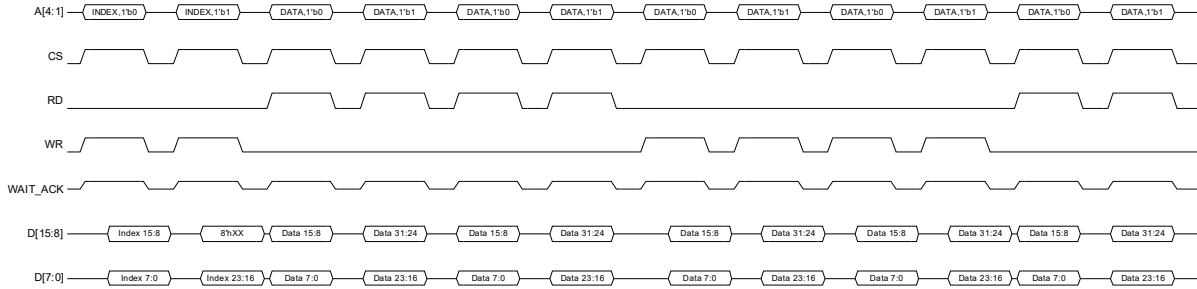 A[4:1] INDEX,1'b0 INDEX,1'b1 DATA,1'b0 DATA,1'b1 DATA,1'b0 DATA,1'b1 DATA,1'b0 DATA,1'b1 DATA,1'b0 DATA,1'b1 DATA,1'b0 DATA,1'b1
CS
RD
WR
WAIT_ACK
D[15:8] Index 15:8 8'hXX Data 15:8 Data 31:24 Data 15:8 Data 31:24 Data 15:8 Data 31:24 Data 15:8 Data 31:24 Data 15:8 Data 31:24
D[7:0] Index 7:0 Index 23:16 Data 7:0 Data 23:16 Data 7:0 Data 23:16 Data 7:0 Data 23:16 Data 7:0 Data 23:16 Data 7:0 Data 23:16